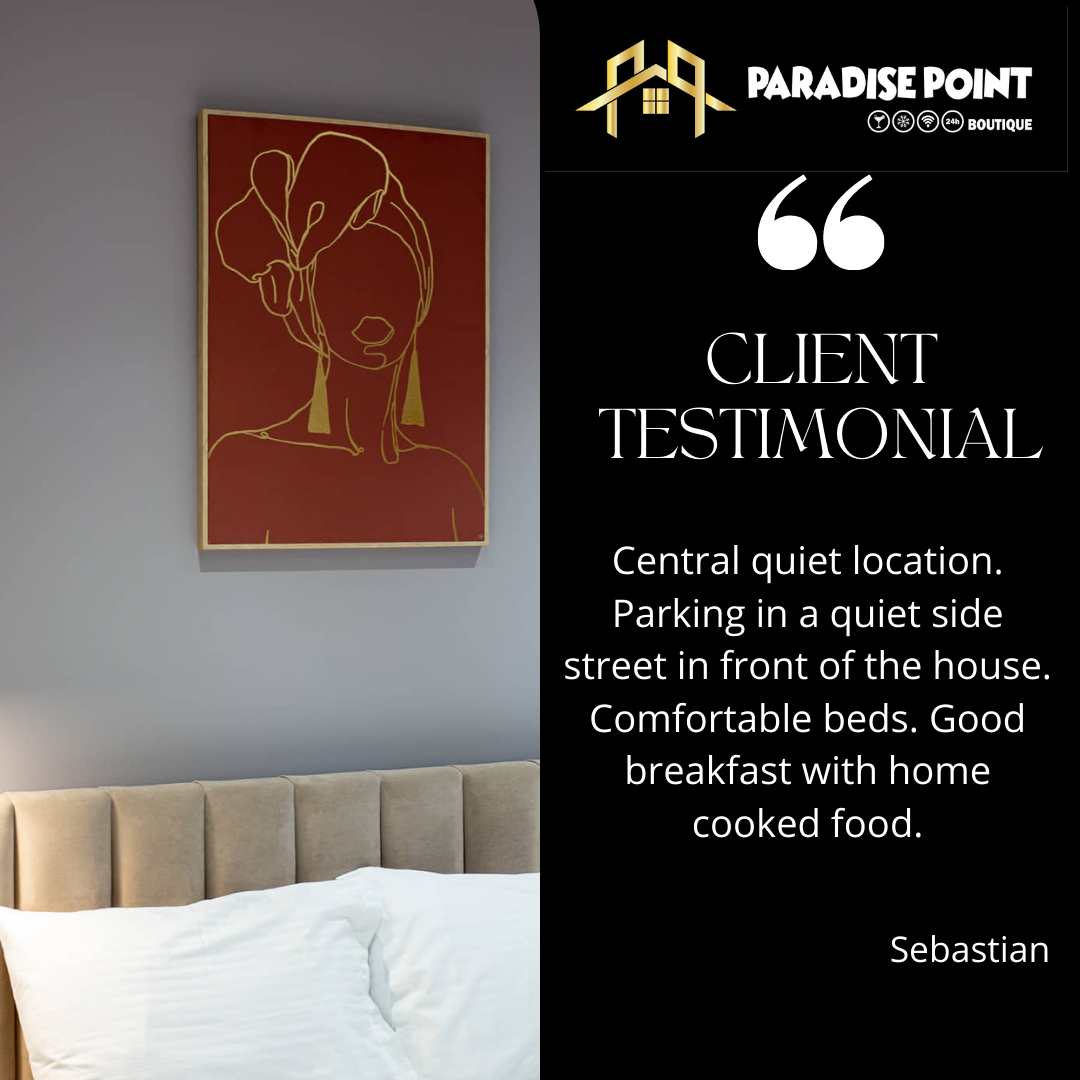 PARADISE POINT
24h BOUTIQUE
“
CLIENT
TESTIMONIAL
Central quiet location.
Parking in a quiet side
street in front of the house.
Comfortable beds. Good
breakfast with home
cooked food.
Sebastian